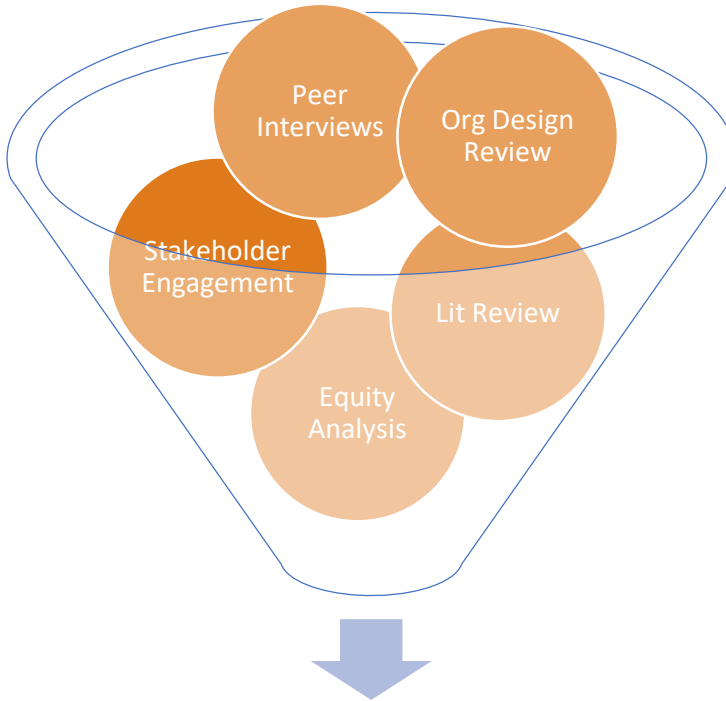 Peer
Interviews
Org Design
Review
Stakeholder
Engagement
Lit Review
Equity
Analysis